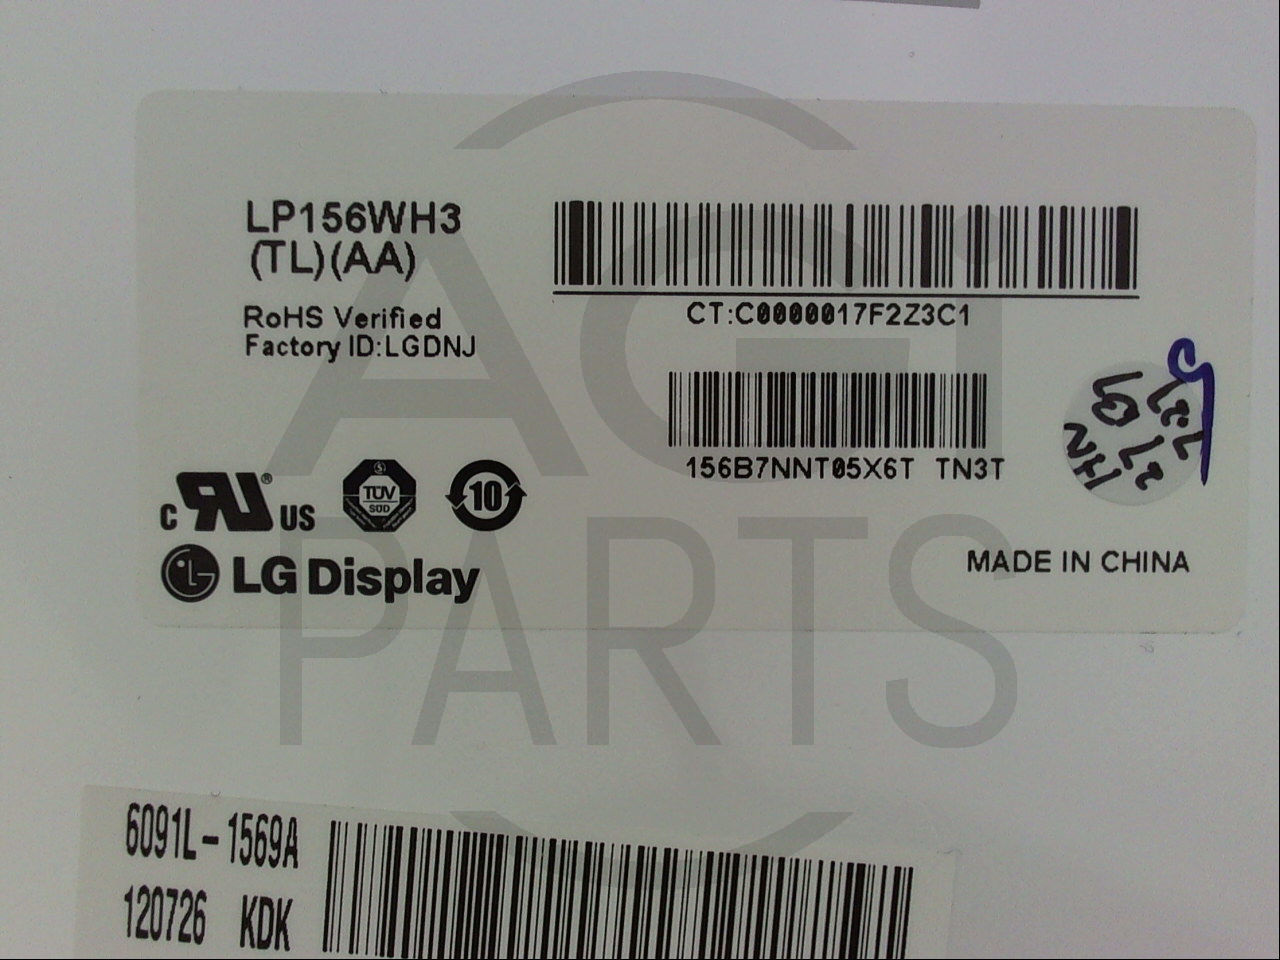 LP156WH3
(TL)(AA)
RoHS Verified
Factory ID:LGDNJ
CT:C0000017F2Z3C1
156B7NNT05X6T TN3T
C
US
®
TÜV
SÜD
10
LG Display
MADE IN CHINA
AGi
PARTS
6091L-1569A
120726 KDK